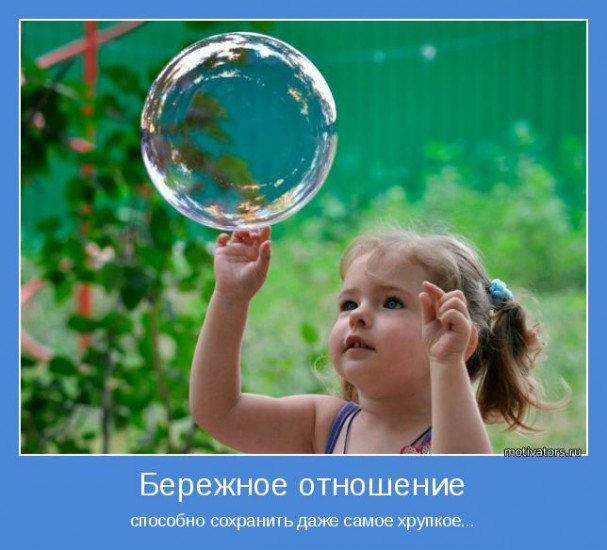 motivators.ru
Бережное отношение
способно сохранить даже самое хрупкое...